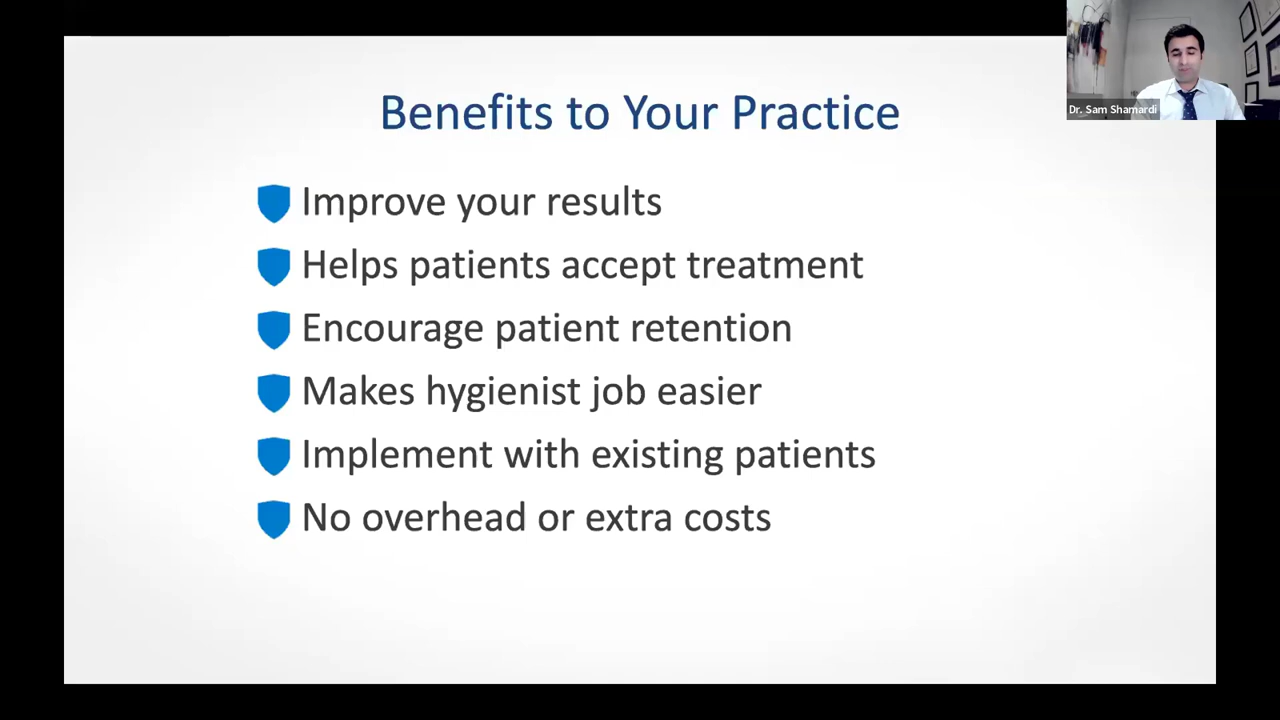 Benefits to Your Practice
Dr. Sam Shamardi
Improve your results
Helps patients accept treatment
Encourage patient retention
Makes hygienist job easier
Implement with existing patients
No overhead or extra costs